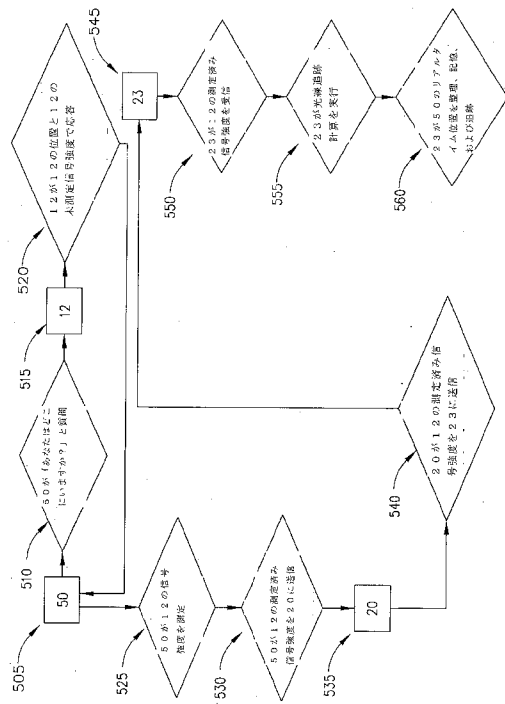 505
50
510
50が「あなたはどこ
にいますか?」と質問
515
12
520
12が12の位置と12の
未測定信号強度で応答
525
50が12の信号
強度を測定
530
50が12の測定済み
信号強度を20に送信
535
20
540
20が12の測定済み信
号強度を23に送信
545
23
550
23が12の測定済み
信号強度を受信
555
23が光線追跡
計算を実行
560
23が50のリアルタ
イム位置を整理、記憶、
および追跡